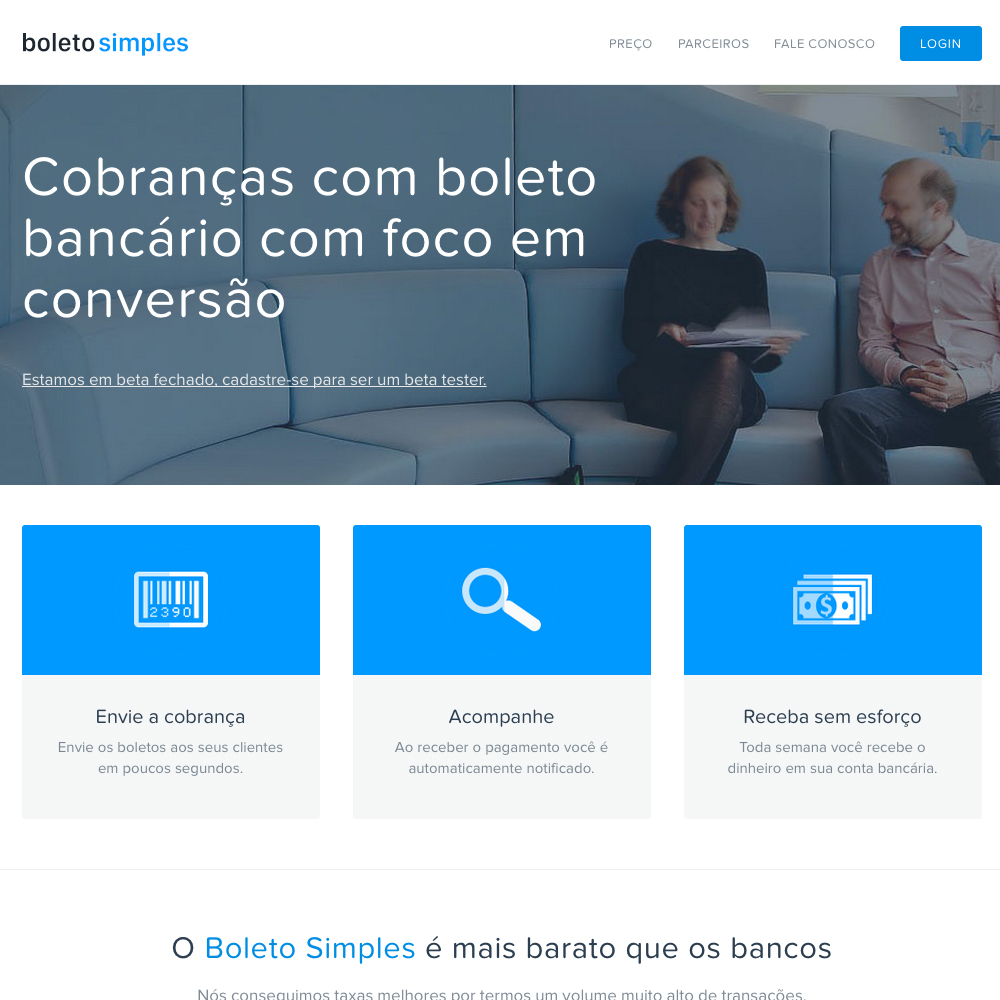 boletosimples
PREÇO PARCEIROS FALE CONOSCO LOGIN
Cobranças com boleto
bancário com foco em
conversão
Estamos em beta fechado, cadastre-se para ser um beta tester.
2390
Envie a cobrança
Envie os boletos aos seus clientes
em poucos segundos.
Acompanhe
Ao receber o pagamento você é
automaticamente notificado.
Receba sem esforço
Toda semana você recebe o
dinheiro em sua conta bancária.
O Boleto Simples é mais barato que os bancos
Nós conseguimos taxas melhores por termos um volume muito alto de transações.